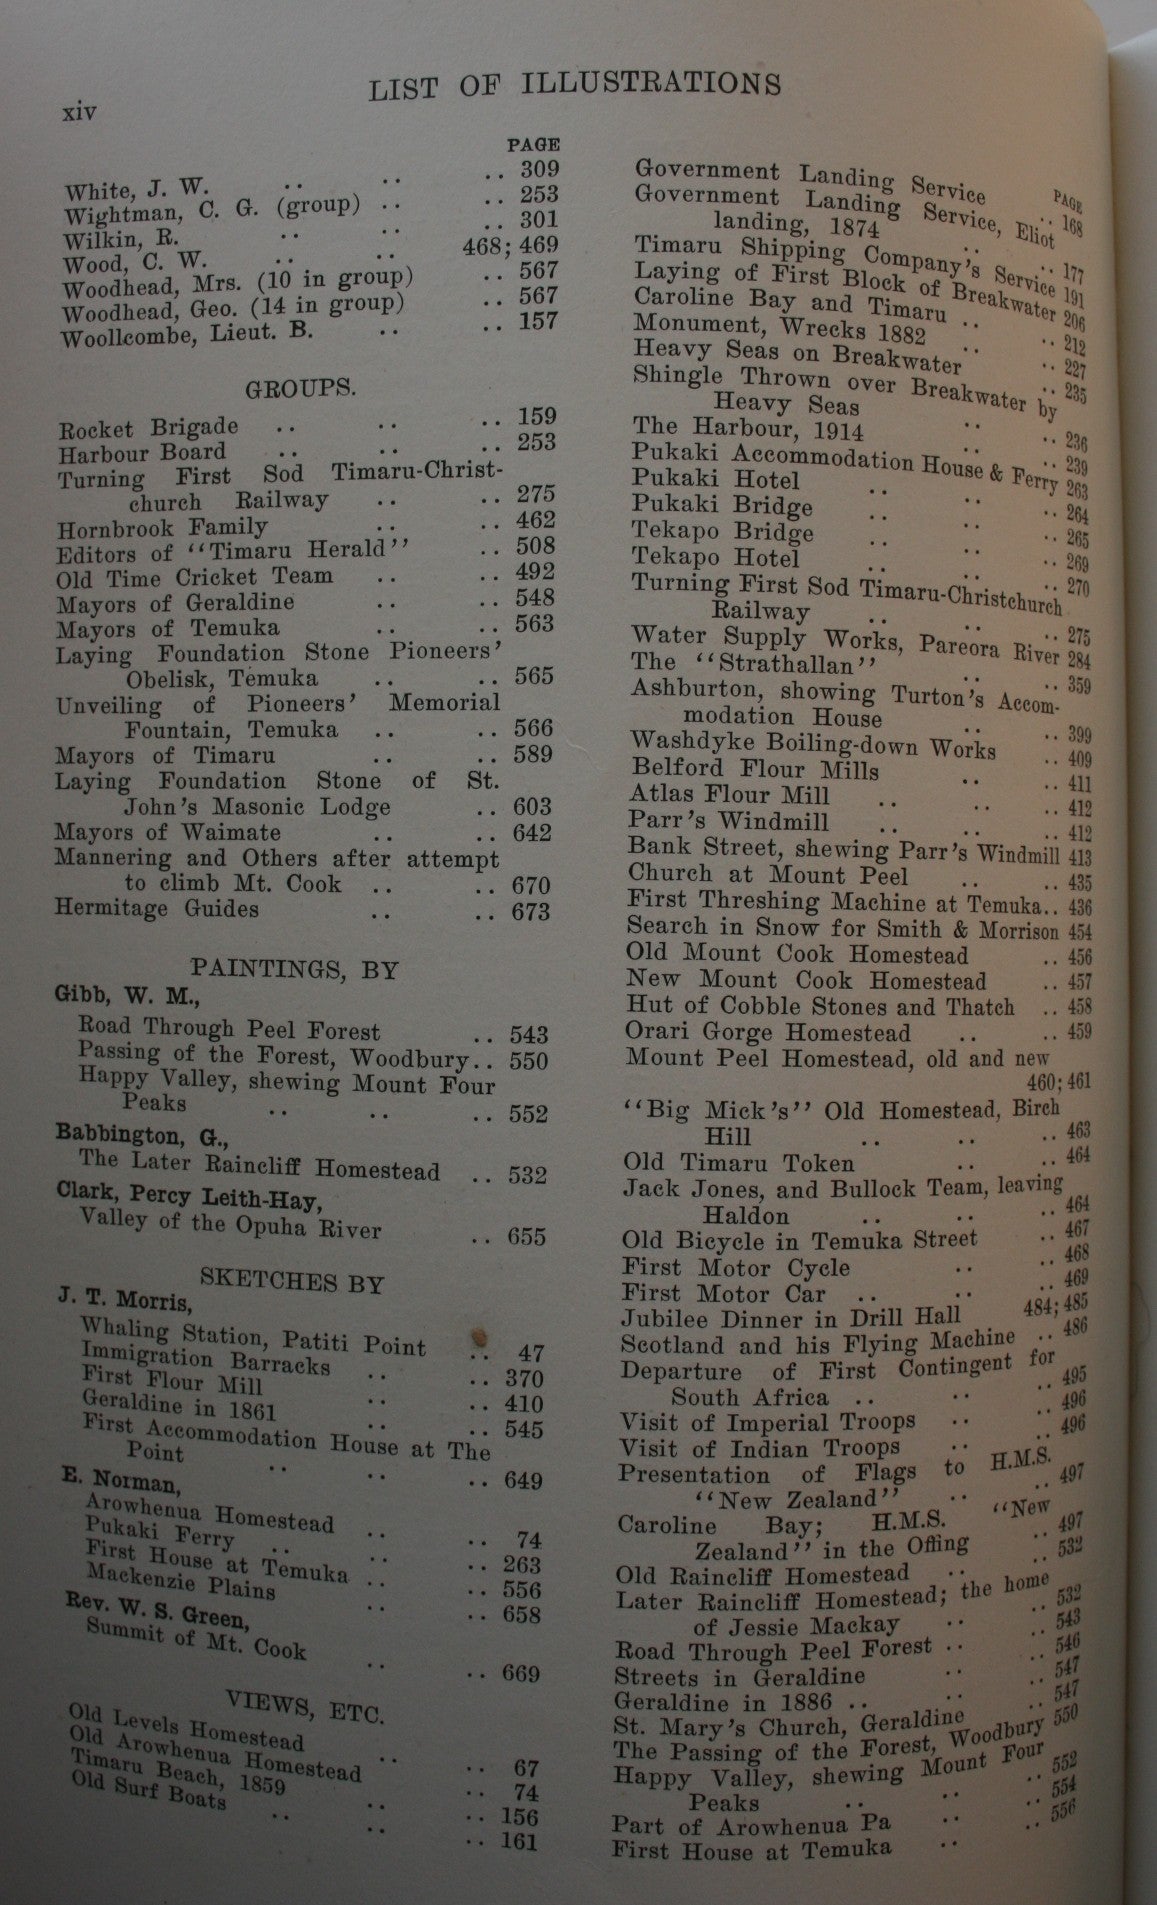 xiv
LIST OF ILLUSTRATIONS
PAGE
White, J. W. .. .. .. 309
Wightman, C. G. (group) .. .. 253
Wilkin, R. .. .. .. 301
Wood, C. W. .. .. 468; 469
Woodhead, Mrs. (10 in group) .. 567
Woodhead, Geo. (14 in group) .. 567
Woollcombe, Lieut. B. .. .. 157
GROUPS.
Rocket Brigade .. .. .. 159
Harbour Board .. .. .. 253
Turning First Sod Timaru-Christ-
church Railway .. .. 275
Hornbrook Family .. .. 462
Editors of "Timaru Herald" .. 508
Old Time Cricket Team .. .. 492
Mayors of Geraldine .. .. 548
Mayors of Temuka .. .. 563
Laying Foundation Stone Pioneers'
Obelisk, Temuka .. .. 565
Unveiling of Pioneers' Memorial
Fountain, Temuka .. .. 566
Mayors of Timaru .. .. 589
Laying Foundation Stone of St.
John's Masonic Lodge .. 603
Mayors of Waimate .. .. 642
Mannering and Others after attempt
to climb Mt. Cook .. .. 670
Hermitage Guides .. .. 673
PAINTINGS, BY
Gibb, W. M.,
Road Through Peel Forest .. 543
Passing of the Forest, Woodbury.. 550
Happy Valley, shewing Mount Four
Peaks .. .. .. 552
Babbington, G.,
The Later Raincliff Homestead .. 532
Clark, Percy Leith-Hay,
Valley of the Opuha River .. 655
SKETCHES BY
J. T. Morris,
Whaling Station, Patiti Point .. 47
Immigration Barracks .. .. 370
First Flour Mill .. .. 410
Geraldine in 1861 .. .. 545
First Accommodation House at The
Point .. .. .. 649
E. Norman,
Arowhenua Homestead .. .. 74
Pukaki Ferry .. .. .. 263
First House at Temuka .. .. 556
Mackenzie Plains .. .. 658
Rev. W. S. Green,
Summit of Mt. Cook .. .. 669
VIEWS, ETC.
Old Levels Homestead .. .. 67
Old Arowhenua Homestead .. 74
Timaru Beach, 1859 .. .. 156
Old Surf Boats .. .. .. 161
PAGE
Government Landing Service .. 168
Government Landing Service, Eliot
landing, 1874 .. .. 177
Timaru Shipping Company's Service 191
Laying of First Block of Breakwater 206
Caroline Bay and Timaru .. .. 212
Monument, Wrecks 1882 .. .. 227
Heavy Seas on Breakwater .. 235
Shingle Thrown over Breakwater by
Heavy Seas .. .. 236
The Harbour, 1914 .. .. 239
Pukaki Accommodation House & Ferry 263
Pukaki Hotel .. .. .. 264
Pukaki Bridge .. .. .. 265
Tekapo Bridge .. .. .. 269
Tekapo Hotel .. .. .. 270
Turning First Sod Timaru-Christchurch
Railway .. .. .. 275
Water Supply Works, Pareora River 284
The "Strathallan" .. .. 359
Ashburton, showing Turton's Accom-
modation House .. .. 399
Washdyke Boiling-down Works .. 409
Belford Flour Mills .. .. 411
Atlas Flour Mill .. .. .. 412
Parr's Windmill .. .. .. 412
Bank Street, shewing Parr's Windmill 413
Church at Mount Peel .. .. 435
First Threshing Machine at Temuka.. 436
Search in Snow for Smith & Morrison 454
Old Mount Cook Homestead .. 456
New Mount Cook Homestead .. 457
Hut of Cobble Stones and Thatch .. 458
Orari Gorge Homestead .. .. 459
Mount Peel Homestead, old and new
460; 461
"Big Mick's" Old Homestead, Birch
Hill .. .. .. 463
Old Timaru Token .. .. 464
Jack Jones, and Bullock Team, leaving
Haldon .. .. .. 464
Old Bicycle in Temuka Street .. 467
First Motor Cycle .. .. 468
First Motor Car .. .. .. 469
Jubilee Dinner in Drill Hall 484; 485
Scotland and his Flying Machine .. 486
Departure of First Contingent for
South Africa .. .. .. 495
Visit of Imperial Troops .. .. 496
Visit of Indian Troops .. .. 496
Presentation of Flags to H.M.S.
"New Zealand" .. .. 497
Caroline Bay; H.M.S. "New
Zealand" in the Offing .. 497
Old Raincliff Homestead .. .. 532
Later Raincliff Homestead; the home
of Jessie Mackay .. .. 532
Road Through Peel Forest .. .. 543
Streets in Geraldine .. .. 546
Geraldine in 1886 .. .. .. 547
St. Mary's Church, Geraldine .. 547
The Passing of the Forest, Woodbury 550
Happy Valley, shewing Mount Four
Peaks .. .. .. 552
Part of Arowhenua Pa .. .. 554
First House at Temuka .. .. 556